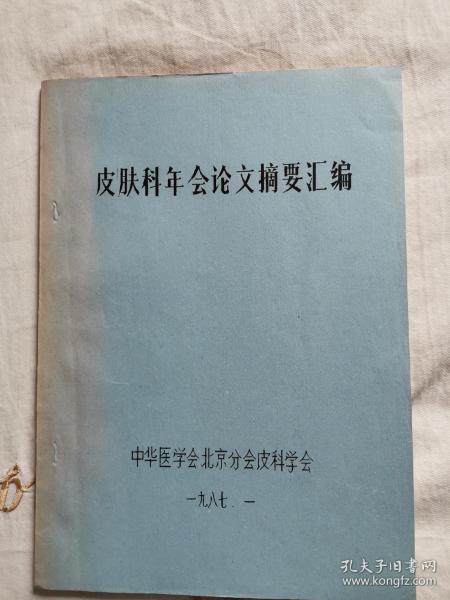 皮肤科年会论文摘要汇编
中华医学会北京分会皮科学会
一九八七.一
孔夫子旧书网
www.kongfz.com